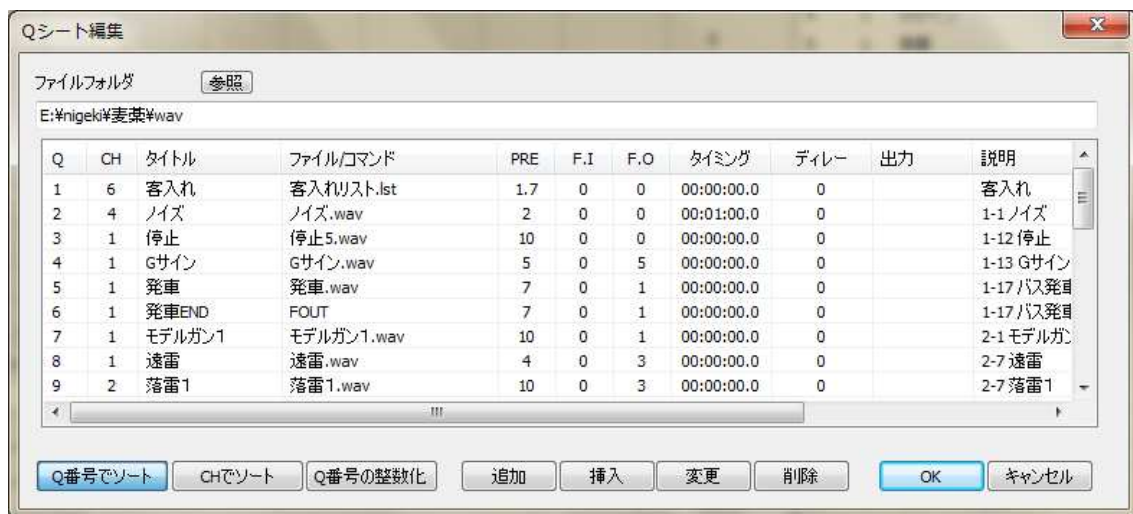 Qシート編集
ファイルフォルダ 参照
E:¥nigeki¥麦藁¥wav
Q CH タイトル ファイル/コマンド PRE F.I F.O タイミング ディレー 出力 説明
1 6 客入れ 客入れリスト.lst 1.7 0 0 00:00:00.0 0 客入れ
2 4 ノイズ ノイズ.wav 2 0 0 00:01:00.0 0 1-1 ノイズ
3 1 停止 停止5.wav 10 0 0 00:00:00.0 0 1-12 停止
4 1 Gサイン Gサイン.wav 5 0 5 00:00:00.0 0 1-13 Gサイン
5 1 発車 発車.wav 7 0 1 00:00:00.0 0 1-17 バス発車
6 1 発車END FOUT 7 0 1 00:00:00.0 0 1-17 バス発車
7 1 モデルガン1 モデルガン1.wav 10 0 1 00:00:00.0 0 2-1 モデルガン
8 1 遠雷 遠雷.wav 4 0 3 00:00:00.0 0 2-7 遠雷
9 2 落雷1 落雷1.wav 10 0 3 00:00:00.0 0 2-7 落雷1
Q番号でソート CHでソート Q番号の整数化 追加 挿入 変更 削除 OK キャンセル